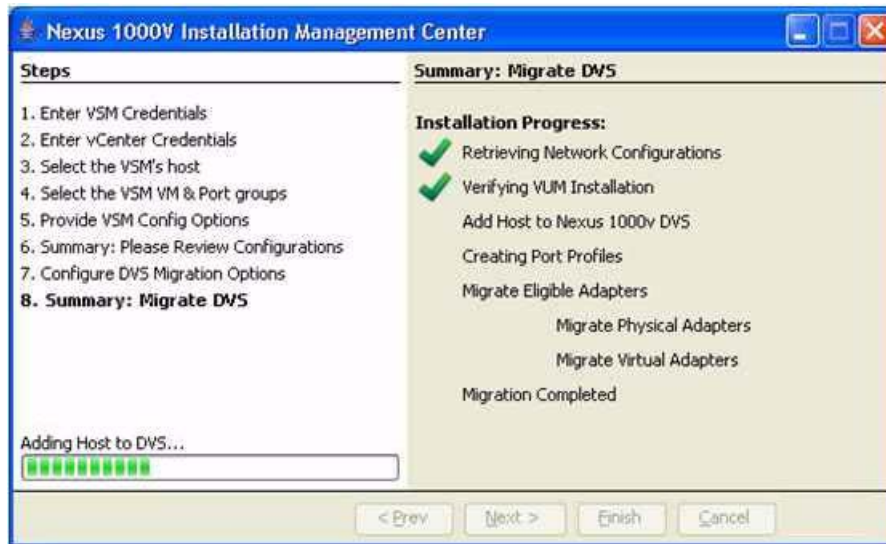 Nexus 1000V Installation Management Center
Steps
1. Enter VSM Credentials
2. Enter vCenter Credentials
3. Select the VSM's host
4. Select the VSM VM & Port groups
5. Provide VSM Config Options
6. Summary: Please Review Configurations
7. Configure DVS Migration Options
8. Summary: Migrate DVS
Adding Host to DVS...
Summary: Migrate DVS
Installation Progress:
Retrieving Network Configurations
Verifying VUM Installation
Add Host to Nexus 1000v DVS
Creating Port Profiles
Migrate Eligible Adapters
Migrate Physical Adapters
Migrate Virtual Adapters
Migration Completed
< Prev
Next >
Finish
Cancel